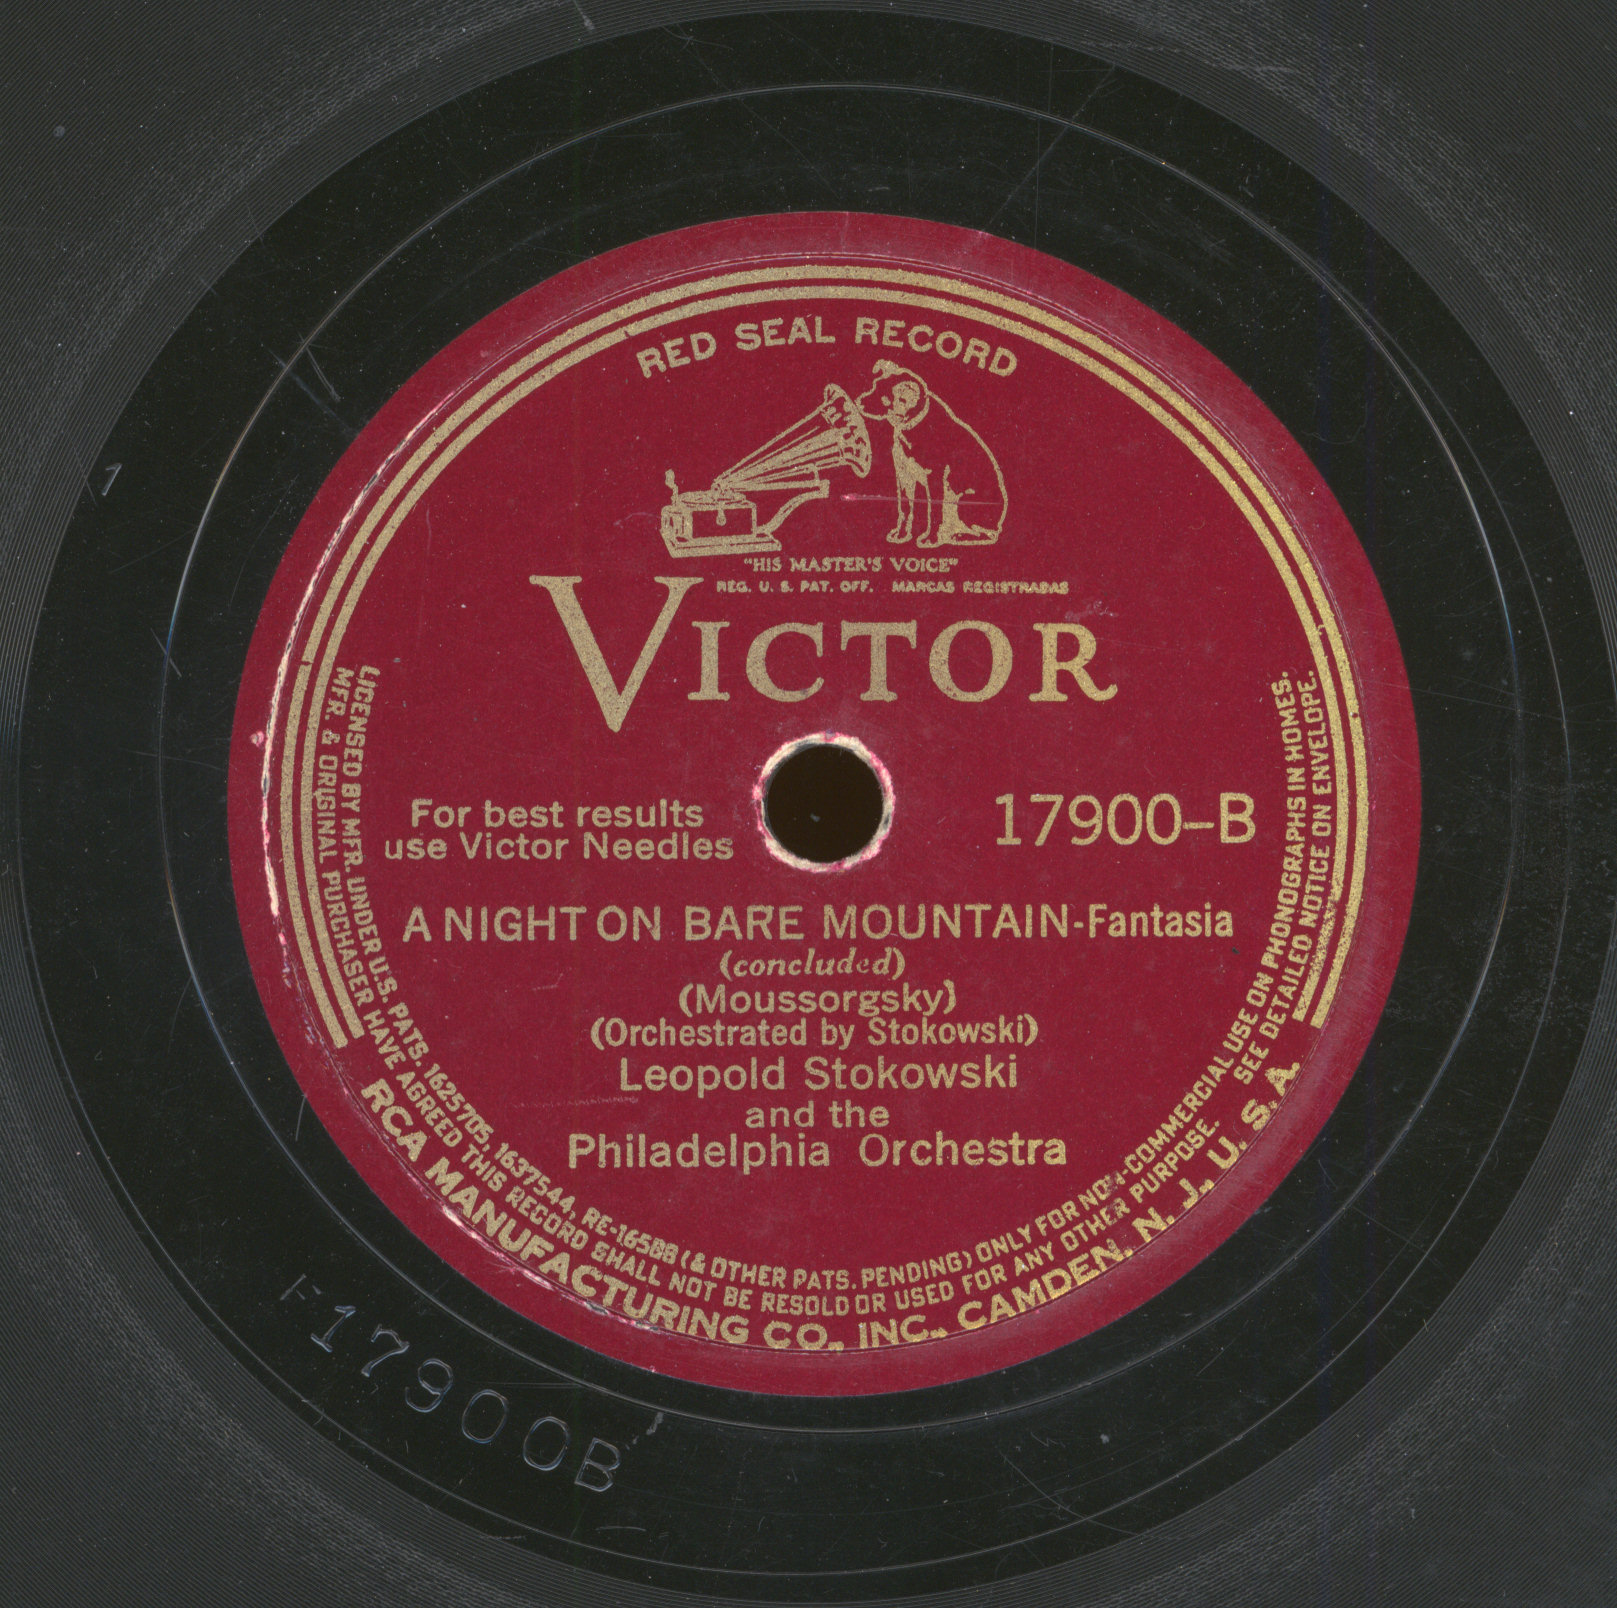 RED SEAL RECORD
"HIS MASTER'S VOICE"
REG. U. S. PAT. OFF. MARCAS REGISTRADAS
VICTOR
For best results
use Victor Needles
17900-B
A NIGHT ON BARE MOUNTAIN-Fantasia
(concluded)
(Moussorgsky)
(Orchestrated by Stokowski)
Leopold Stokowski
and the
Philadelphia Orchestra
LICENSED BY MFR. UNDER U.S. PATS. 1625705, 1637544, RE-16588 (& OTHER PATS. PENDING) ONLY FOR NON-COMMERCIAL USE ON PHONOGRAPHS IN HOMES.
MFR. & ORIGINAL PURCHASER HAVE AGREED THIS RECORD SHALL NOT BE RESOLD OR USED FOR ANY OTHER PURPOSE. SEE DETAILED NOTICE ON ENVELOPE.
RCA MANUFACTURING CO., INC., CAMDEN, N. J., U. S. A.
1
F 17900B